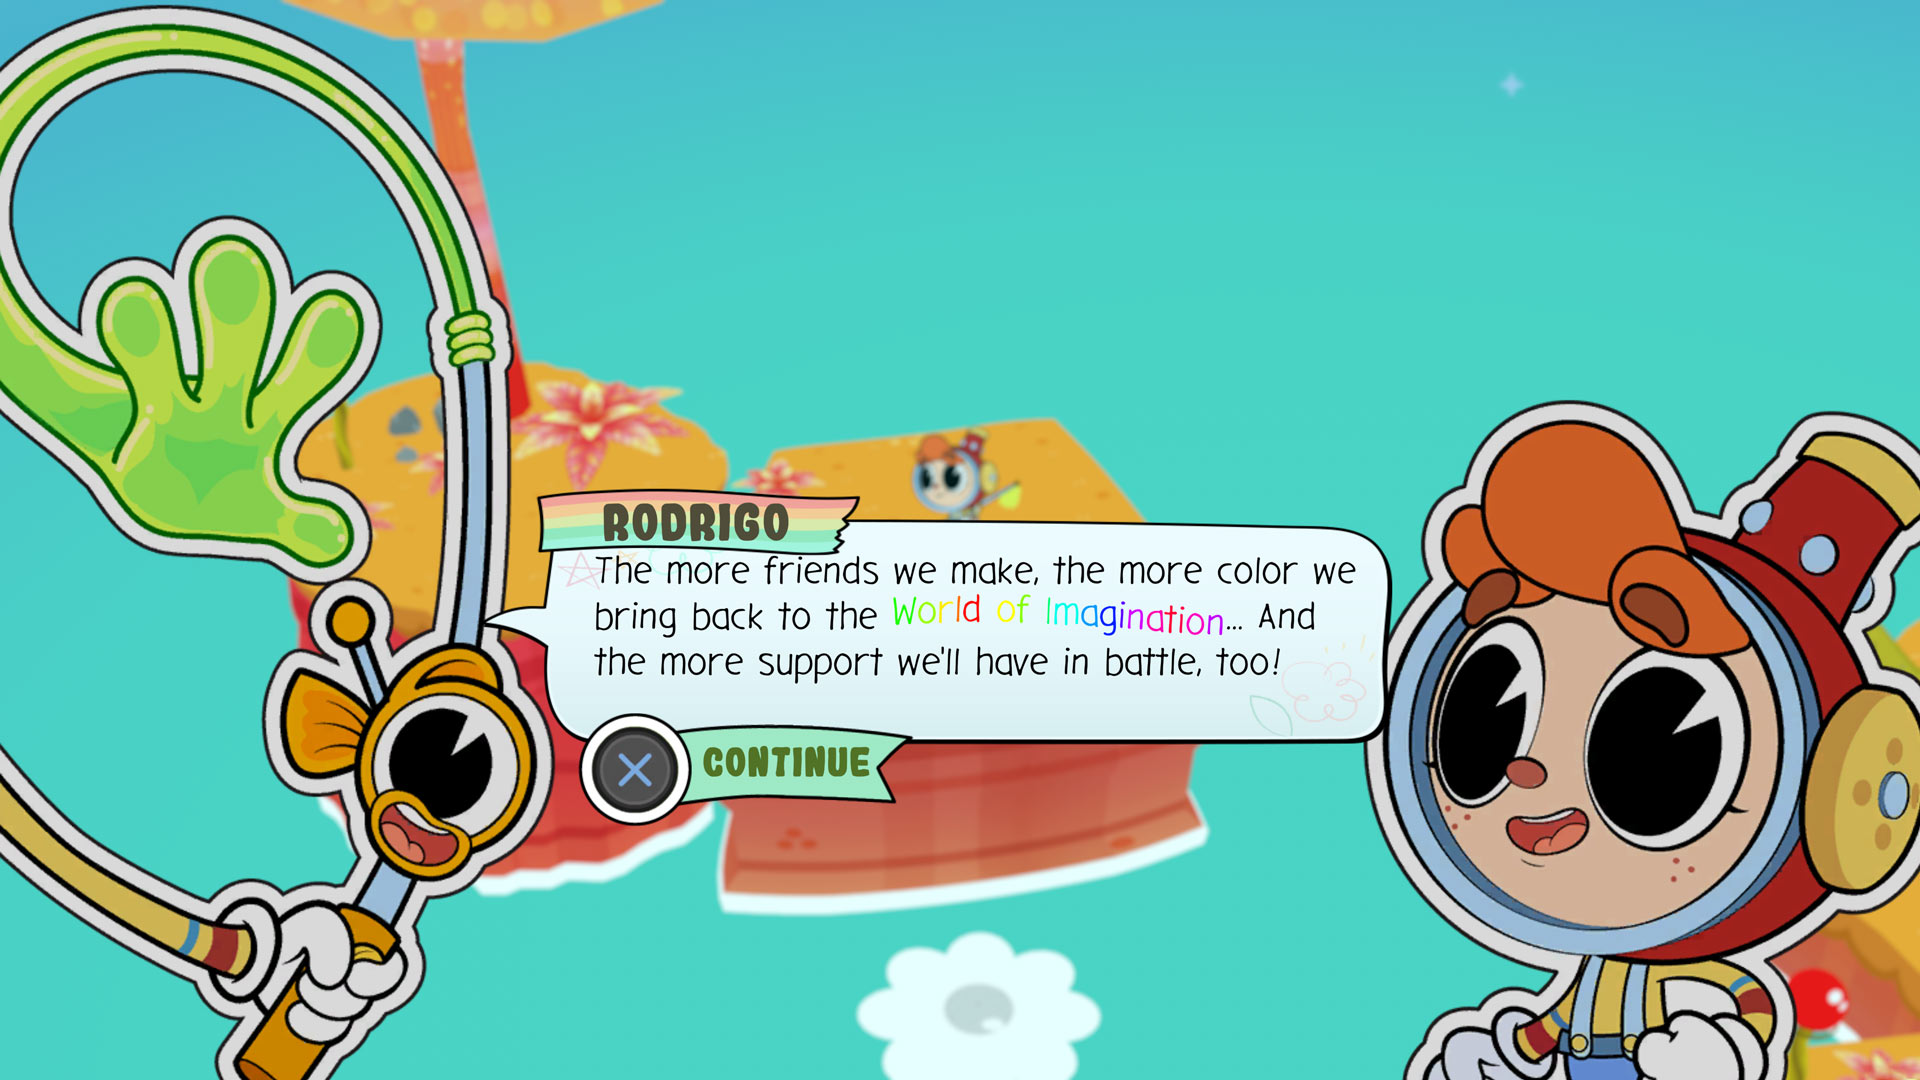 RODRIGO
The more friends we make, the more color we
bring back to the World of Imagination... And
the more support we'll have in battle, too!
CONTINUE